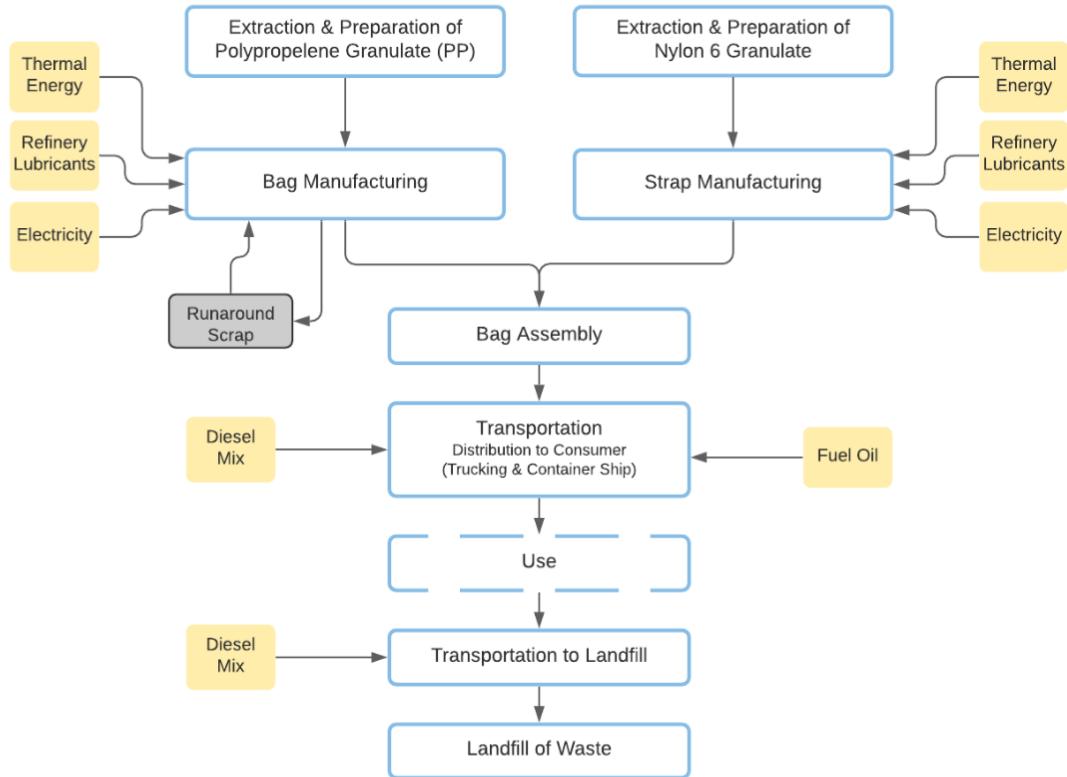 Extraction & Preparation of
Polypropelene Granulate (PP)
Extraction & Preparation of
Nylon 6 Granulate
Thermal
Energy
Thermal
Energy
Refinery
Lubricants
Bag Manufacturing
Strap Manufacturing
Refinery
Lubricants
Electricity
Electricity
Runaround
Scrap
Bag Assembly
Diesel
Mix
Transportation
Distribution to Consumer
(Trucking & Container Ship)
Fuel Oil
Use
Diesel
Mix
Transportation to Landfill
Landfill of Waste